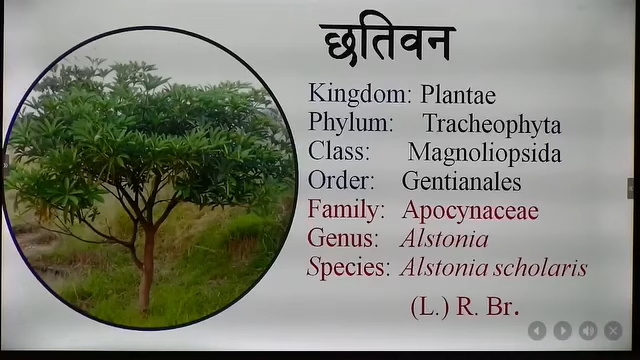 छतिवन
Kingdom: Plantae
Phylum: Tracheophyta
Class: Magnoliopsida
Order: Gentianales
Family: Apocynaceae
Genus: Alstonia
Species: Alstonia scholaris
(L.) R. Br.